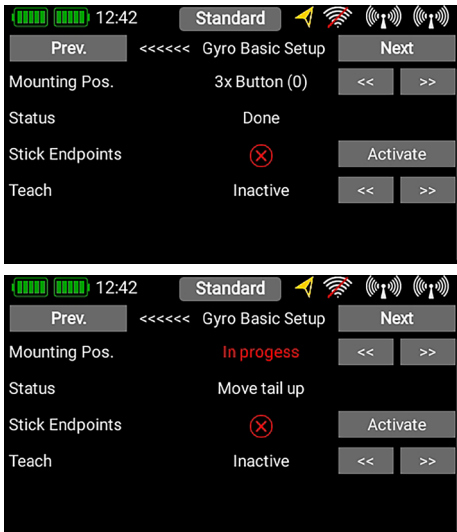 12:42 Standard
Prev. <<<<<< Gyro Basic Setup Next
Mounting Pos. 3x Button (0) << >>
Status Done
Stick Endpoints Activate
Teach Inactive << >>
12:42 Standard
Prev. <<<<<< Gyro Basic Setup Next
Mounting Pos. In progess << >>
Status Move tail up
Stick Endpoints Activate
Teach Inactive << >>